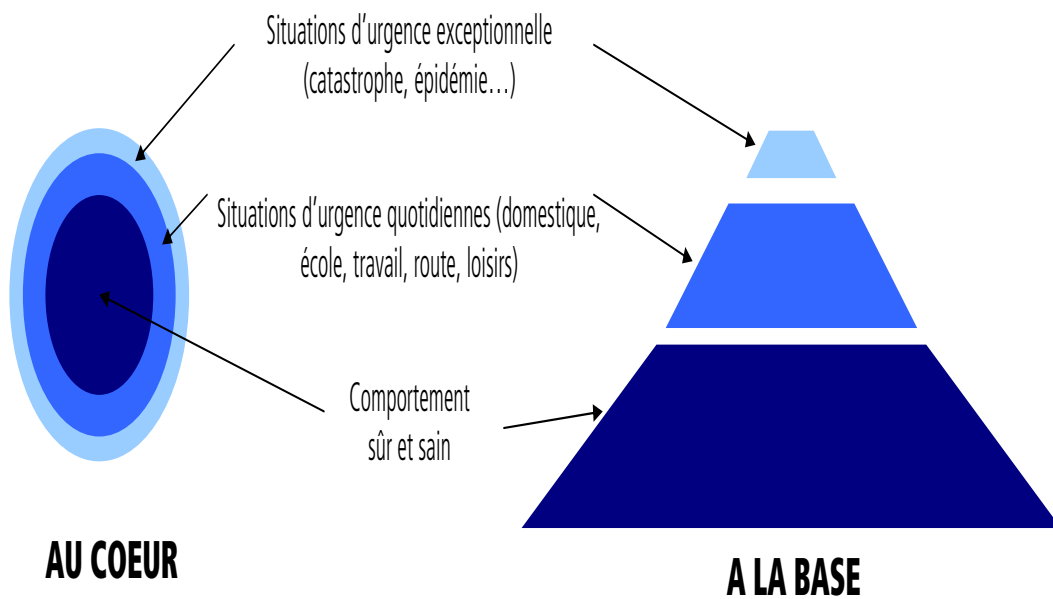 Situations d’urgence exceptionnelle
(catastrophe, épidémie…)
Situations d’urgence quotidiennes (domestique,
école, travail, route, loisirs)
Comportement
sûr et sain
AU COEUR
A LA BASE